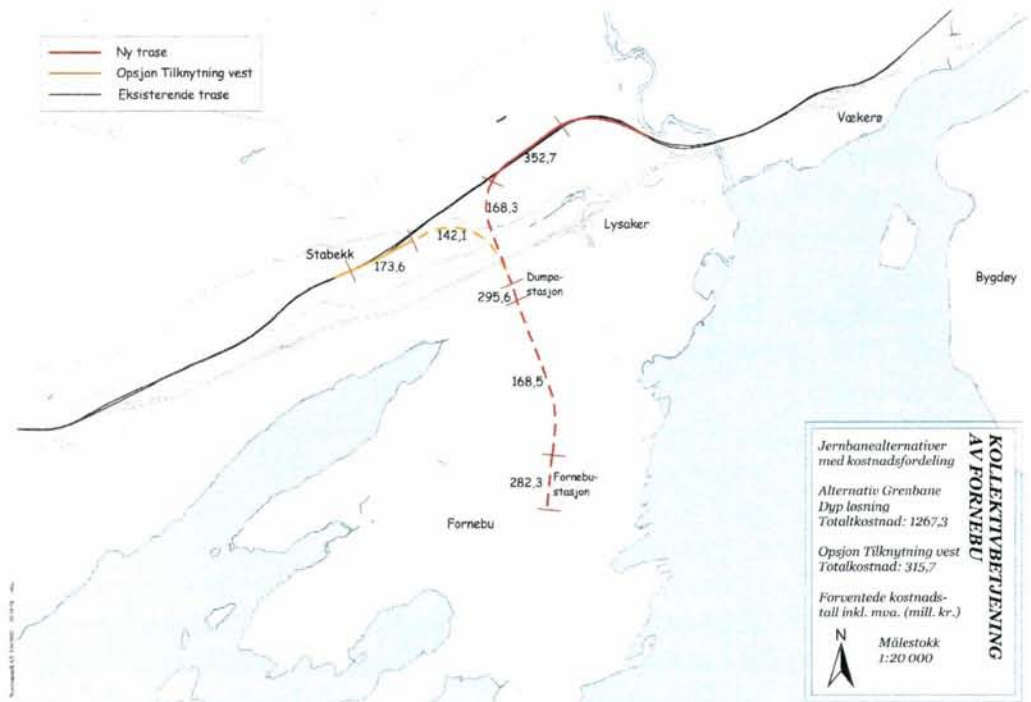 Ny trase
Opsjon Tilknytning vest
Eksisterende trase
Vækerø
352,7
168,3
Lysaker
142,1
Stabekk
173,6
Dumpa-
stasjon
295,6
Bygdøy
168,5
282,3
Fornebu-
stasjon
Fornebu
KOLLEKTIVBETJENING
AV FORNEBU
Jernbanealternativer
med kostnadsfordeling
Alternativ Grenbane
Dyp løsning
Totaltkostnad: 1267,3
Opsjon Tilknytning vest
Totalkostnad: 315,7
Forventede kostnads-
tall inkl. mva. (mill. kr.)
N
Målestokk
1:20 000